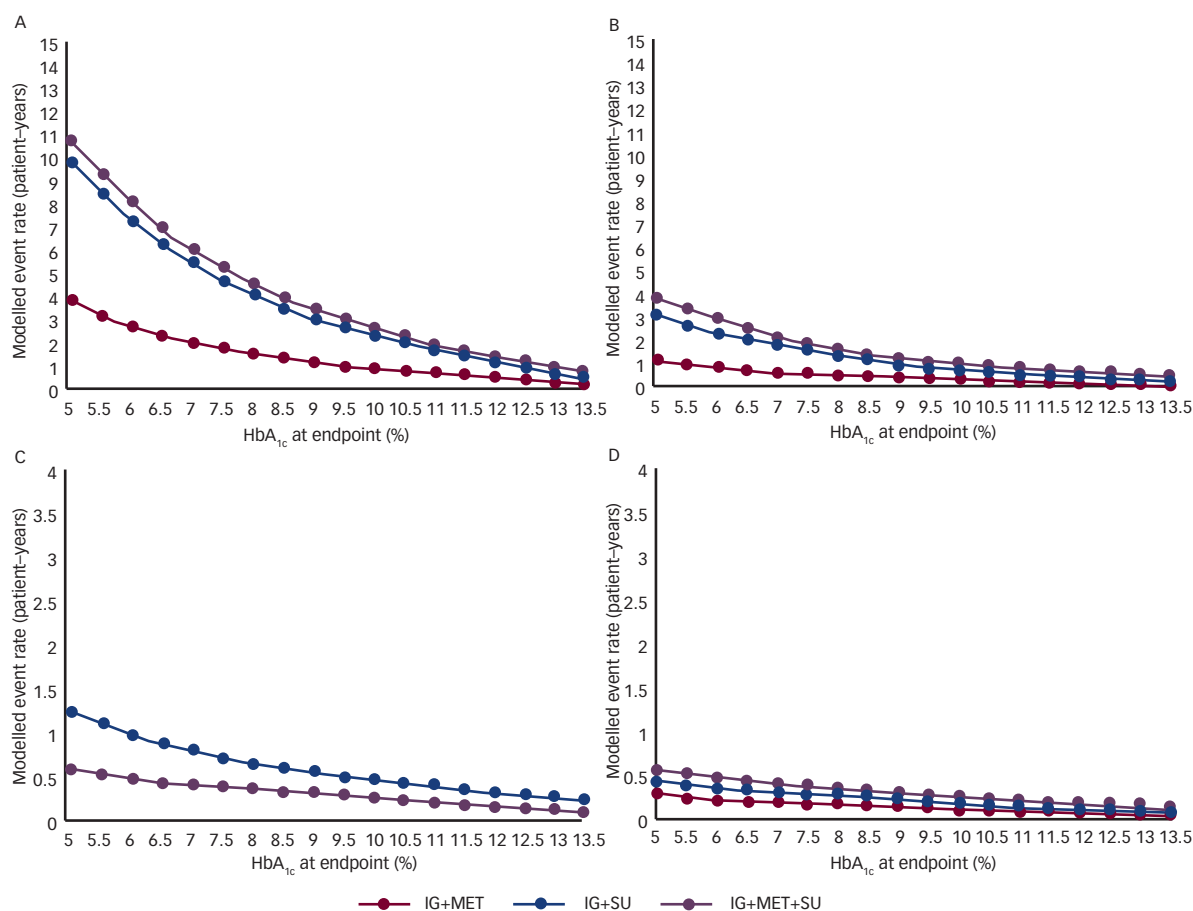 A
Modelled event rate (patient–years)
15
14
13
12
11
10
9
8
7
6
5
4
3
2
1
0
5 5.5 6 6.5 7 7.5 8 8.5 9 9.5 10 10.5 11 11.5 12 12.5 13 13.5
HbA1c at endpoint (%)
B
Modelled event rate (patient–years)
15
14
13
12
11
10
9
8
7
6
5
4
3
2
1
0
5 5.5 6 6.5 7 7.5 8 8.5 9 9.5 10 10.5 11 11.5 12 12.5 13 13.5
HbA1c at endpoint (%)
C
Modelled event rate (patient–years)
4
3.5
3
2.5
2
1.5
1
0.5
0
5 5.5 6 6.5 7 7.5 8 8.5 9 9.5 10 10.5 11 11.5 12 12.5 13 13.5
HbA1c at endpoint (%)
D
Modelled event rate (patient–years)
4
3.5
3
2.5
2
1.5
1
0.5
0
5 5.5 6 6.5 7 7.5 8 8.5 9 9.5 10 10.5 11 11.5 12 12.5 13 13.5
HbA1c at endpoint (%)
IG+MET IG+SU IG+MET+SU